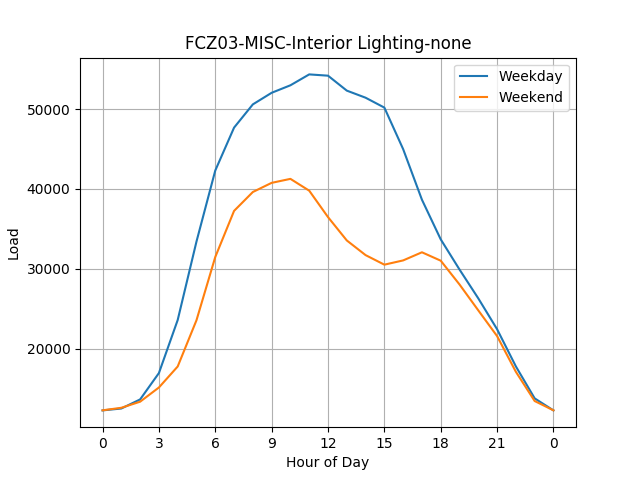 FCZ03-MISC-Interior Lighting-none
Weekday
Weekend
50000
40000
30000
20000
Load
0 3 6 9 12 15 18 21 0
Hour of Day